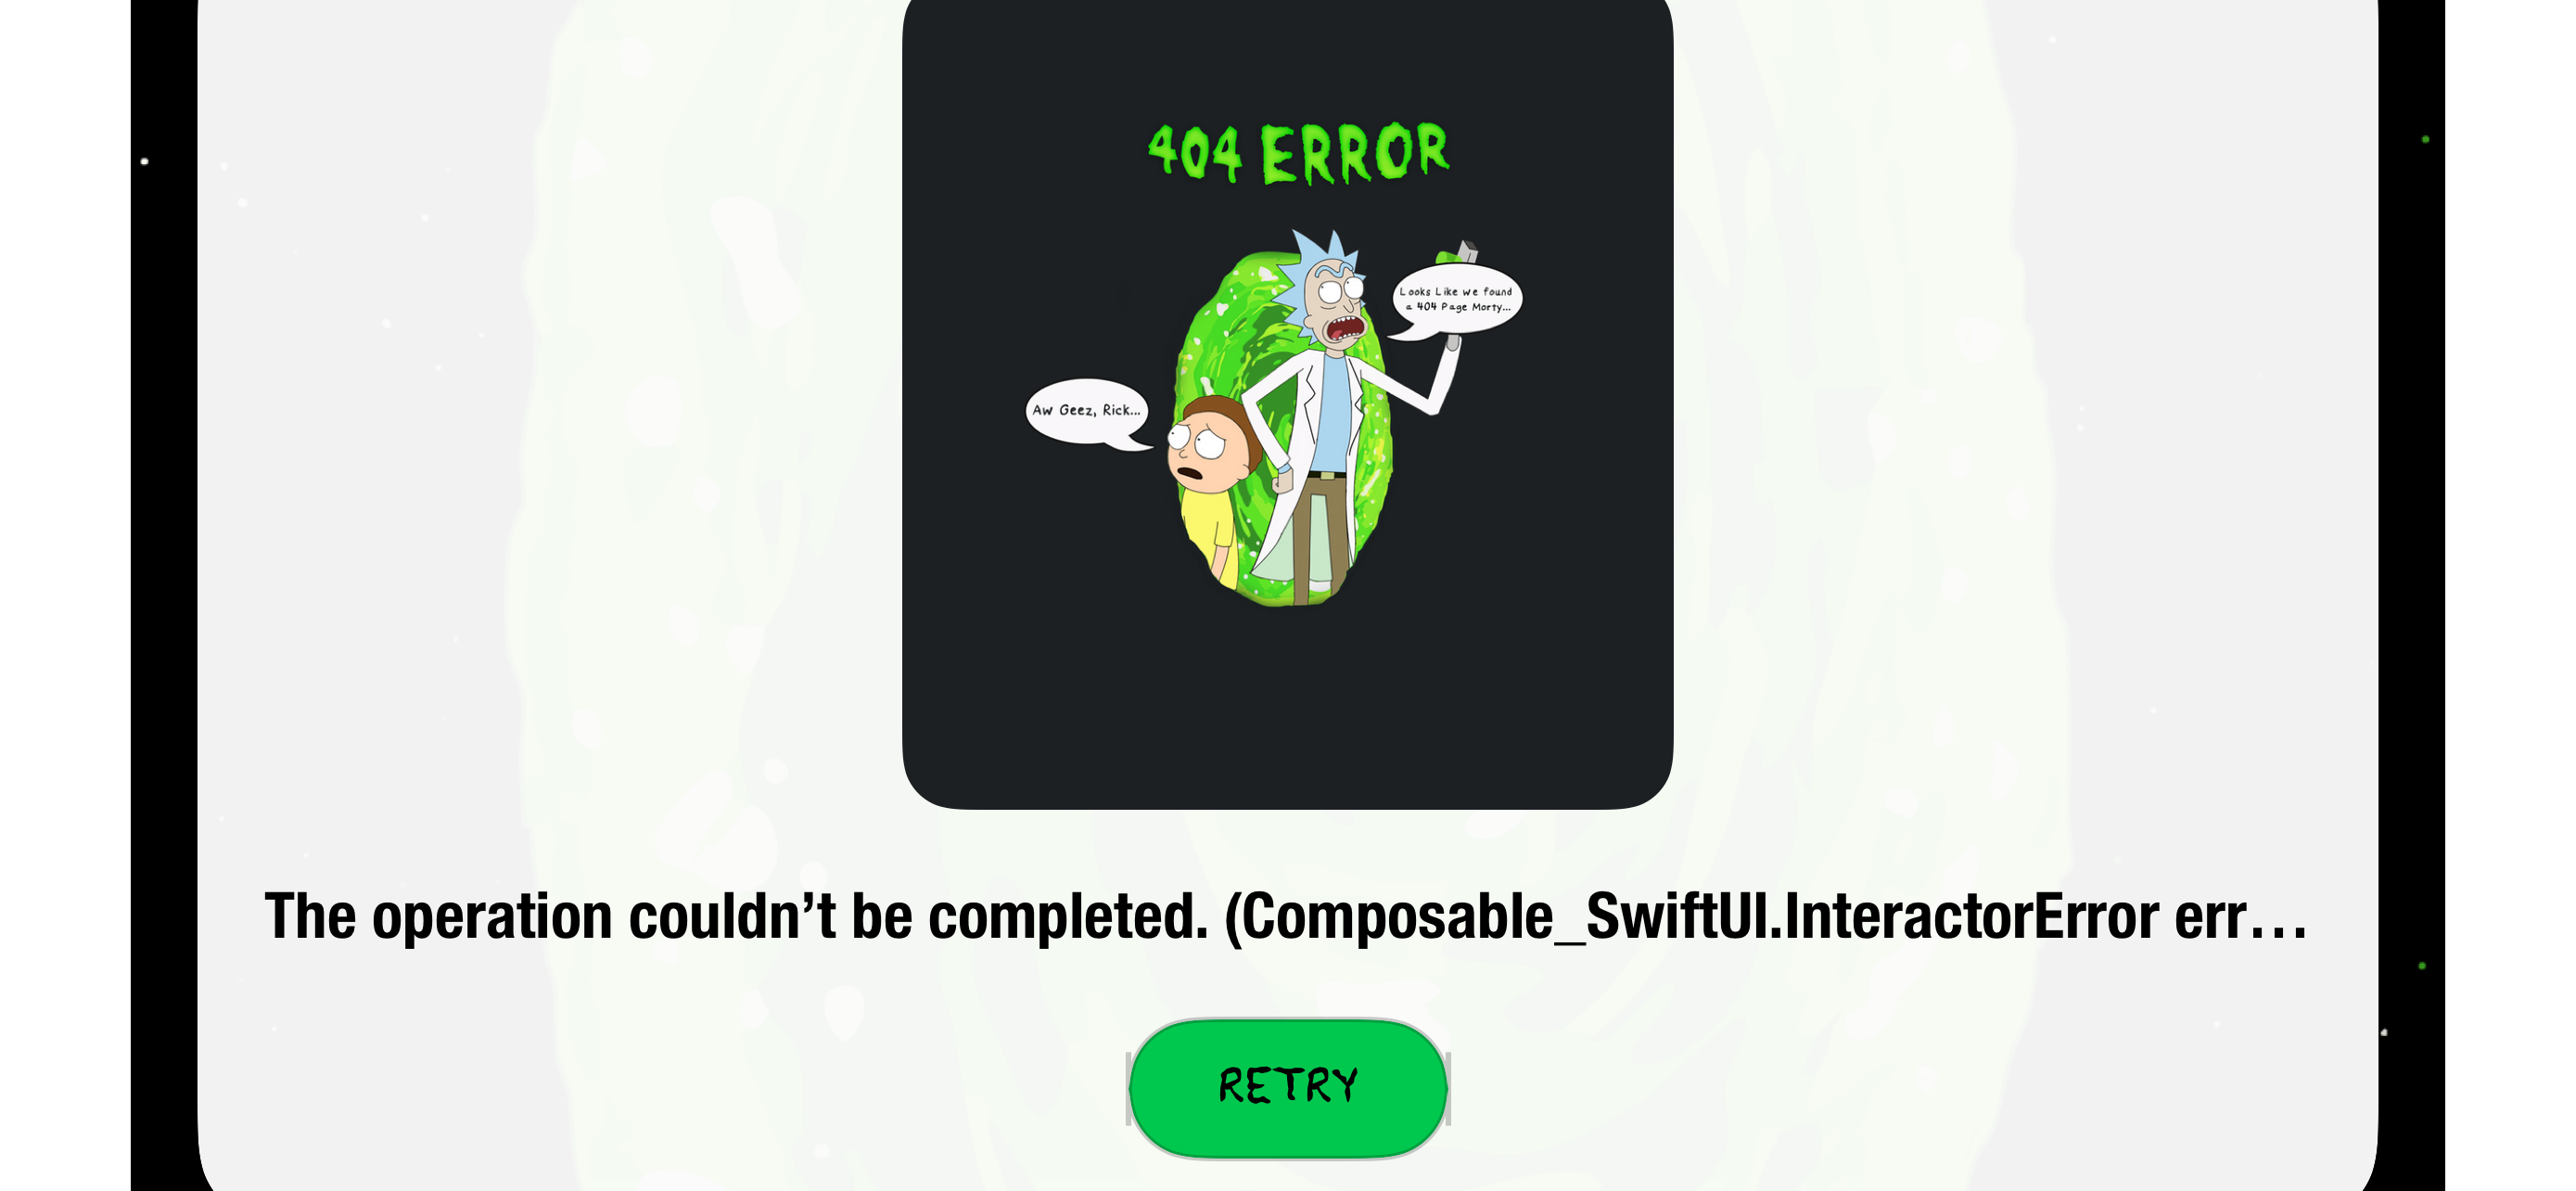 404 ERROR
Looks Like we found
a 404 Page Morty...
Aw Geez, Rick...
The operation couldn’t be completed. (Composable_SwiftUI.InteractorError err…
RETRY